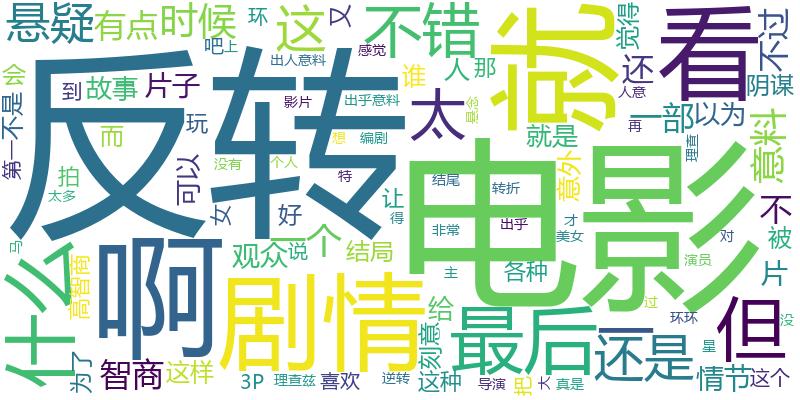 悬疑
有点
时候
环
又
这
不错
就
看
觉得
不过
吧
上
出人意料
感觉
谁
人
那
还
会
反转
到
故事
片子
影片
出乎意料
太
悬念
人意
阴谋
第一
不是
而
玩
想
编剧
就是
一部
以为
再
理查
意料
拍
太多
可以
没有
个人
特
让
得
结尾
转折
意外
电影
不
女
好
一个
非常
出乎
才
美女
被
马
什么
啊
观众
说
结局
主
各种
对
演员
片
高智商
剧情
给
刻意
最后
一
过
环环
没
但
为了
智商
这样
3P
理查兹
喜欢
逆转
这种
导演
把
太
真是
还是
星
情节
这个